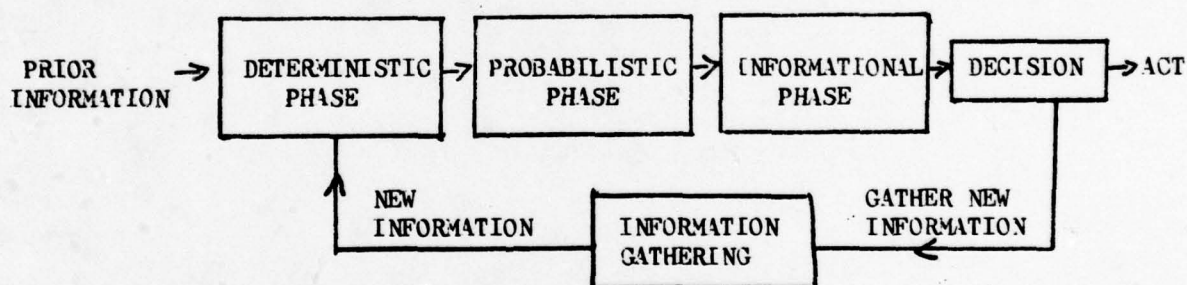 PRIOR
INFORMATION
DETERMINISTIC
PHASE
PROBABILISTIC
PHASE
INFORMATIONAL
PHASE
DECISION
ACT
NEW
INFORMATION
INFORMATION
GATHERING
GATHER NEW
INFORMATION